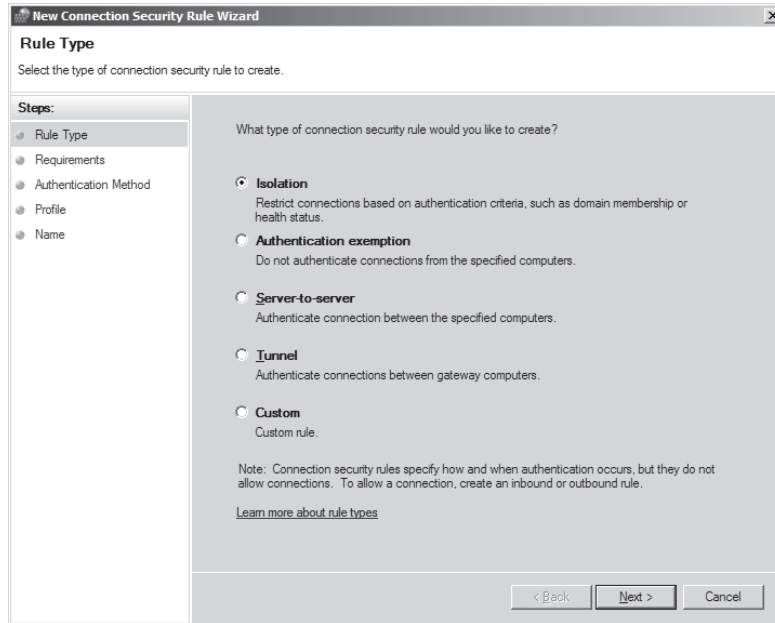 New Connection Security Rule Wizard
Rule Type
Select the type of connection security rule to create.
Steps:
Rule Type
Requirements
Authentication Method
Profile
Name
What type of connection security rule would you like to create?
Isolation
Restrict connections based on authentication criteria, such as domain membership or
health status.
Authentication exemption
Do not authenticate connections from the specified computers.
Server-to-server
Authenticate connection between the specified computers.
Tunnel
Authenticate connections between gateway computers.
Custom
Custom rule.
Note: Connection security rules specify how and when authentication occurs, but they do not
allow connections. To allow a connection, create an inbound or outbound rule.
Learn more about rule types
< Back
Next >
Cancel